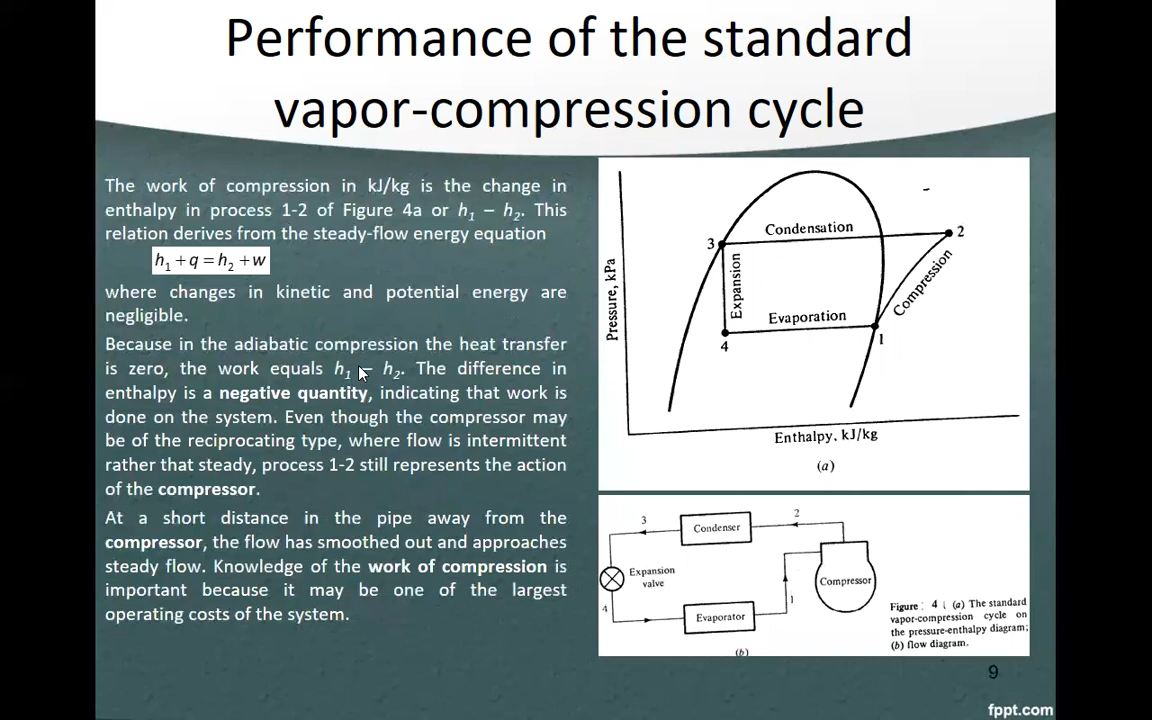 Performance of the standard
vapor-compression cycle
The work of compression in kJ/kg is the change in
enthalpy in process 1-2 of Figure 4a or h₁ – h₂. This
relation derives from the steady-flow energy equation
h₁ + q = h₂ + w
where changes in kinetic and potential energy are
negligible.
Because in the adiabatic compression the heat transfer
is zero, the work equals h₁ – h₂. The difference in
enthalpy is a negative quantity, indicating that work is
done on the system. Even though the compressor may
be of the reciprocating type, where flow is intermittent
rather that steady, process 1-2 still represents the action
of the compressor.
At a short distance in the pipe away from the
compressor, the flow has smoothed out and approaches
steady flow. Knowledge of the work of compression is
important because it may be one of the largest
operating costs of the system.
Pressure, kPa
Condensation
3
2
Expansion
Compression
Evaporation
4
1
Enthalpy, kJ/kg
(a)
3
Condenser
2
Expansion
valve
Compressor
4
Evaporator
1
(b)
Figure : 4 (a) The standard
vapor-compression cycle on
the pressure-enthalpy diagram;
(b) flow diagram.
9
fppt.com